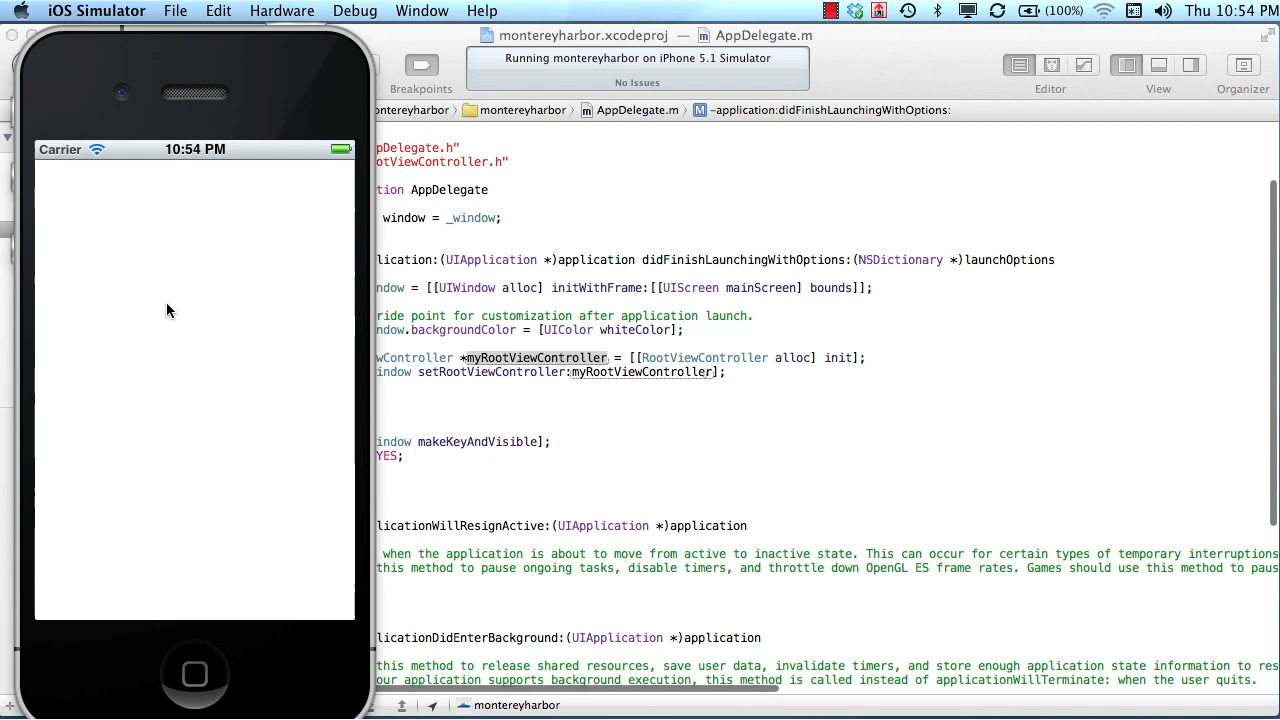 iOS Simulator File Edit Hardware Debug Window Help (100%) Thu 10:54 PM
montereyharbor.xcodeproj — AppDelegate.m
Running montereyharbor on iPhone 5.1 Simulator
No Issues
Breakpoints Editor View Organizer
ontereyharbor montereyharbor AppDelegate.m M -application:didFinishLaunchingWithOptions:
Carrier 10:54 PM
pDelegate.h"
otViewController.h"
tion AppDelegate
window = _window;
lication:(UIApplication *)application didFinishLaunchingWithOptions:(NSDictionary *)launchOptions
ndow = [[UIWindow alloc] initWithFrame:[[UIScreen mainScreen] bounds]];
ride point for customization after application launch.
ndow.backgroundColor = [UIColor whiteColor];
wController *myRootViewController = [[RootViewController alloc] init];
indow setRootViewController:myRootViewController];
indow makeKeyAndVisible];
YES;
licationWillResignActive:(UIApplication *)application
when the application is about to move from active to inactive state. This can occur for certain types of temporary interruptions
this method to pause ongoing tasks, disable timers, and throttle down OpenGL ES frame rates. Games should use this method to paus
licationDidEnterBackground:(UIApplication *)application
this method to release shared resources, save user data, invalidate timers, and store enough application state information to res
our application supports background execution, this method is called instead of applicationWillTerminate: when the user quits.
montereyharbor